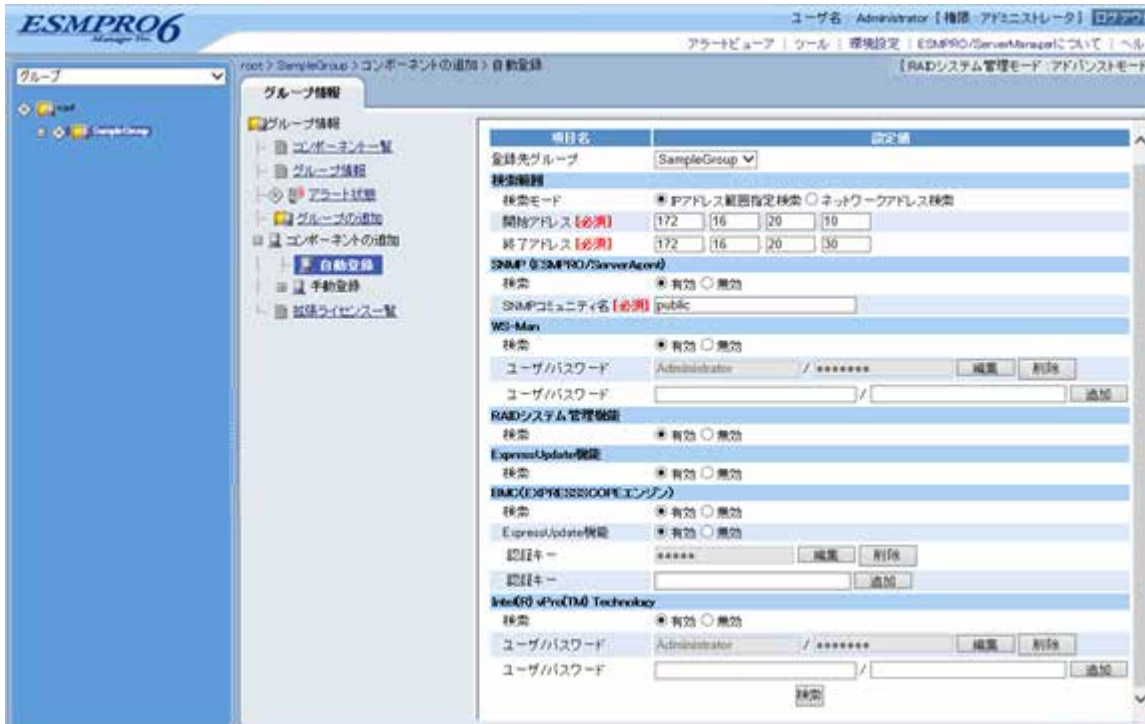 ESMPRO6
Manager Ver.
ユーザ名 : Administrator 【権限 : アドミニストレータ】 ログアウ
アラートビューア | ツール | 環境設定 | ESMPRO/ServerManagerについて | ヘル
グループ
root
SampleGroup
root > SampleGroup > コンポーネントの追加 > 自動登録
【RAIDシステム管理モード : アドバンストモード
グループ情報
グループ情報
コンポーネント一覧
グループ情報
アラート状態
グループの追加
コンポーネントの追加
自動登録
手動登録
拡張ライセンス一覧
項目名 設定値
登録先グループ SampleGroup
検索範囲
検索モード IPアドレス範囲指定検索 ネットワークアドレス検索
開始アドレス【必須】 172 . 16 . 20 . 10
終了アドレス【必須】 172 . 16 . 20 . 30
SNMP (ESMPRO/ServerAgent)
検索 有効 無効
SNMPコミュニティ名【必須】 public
WS-Man
検索 有効 無効
ユーザ/パスワード Administrator / ●●●●●●● 編集 削除
ユーザ/パスワード / 追加
RAIDシステム管理機能
検索 有効 無効
ExpressUpdate機能
検索 有効 無効
BMC(EXPRESSSCOPEエンジン)
検索 有効 無効
ExpressUpdate機能 有効 無効
認証キー ●●●●● 編集 削除
認証キー 追加
Intel(R) vPro(TM) Technology
検索 有効 無効
ユーザ/パスワード Administrator / ●●●●●●● 編集 削除
ユーザ/パスワード / 追加
検索